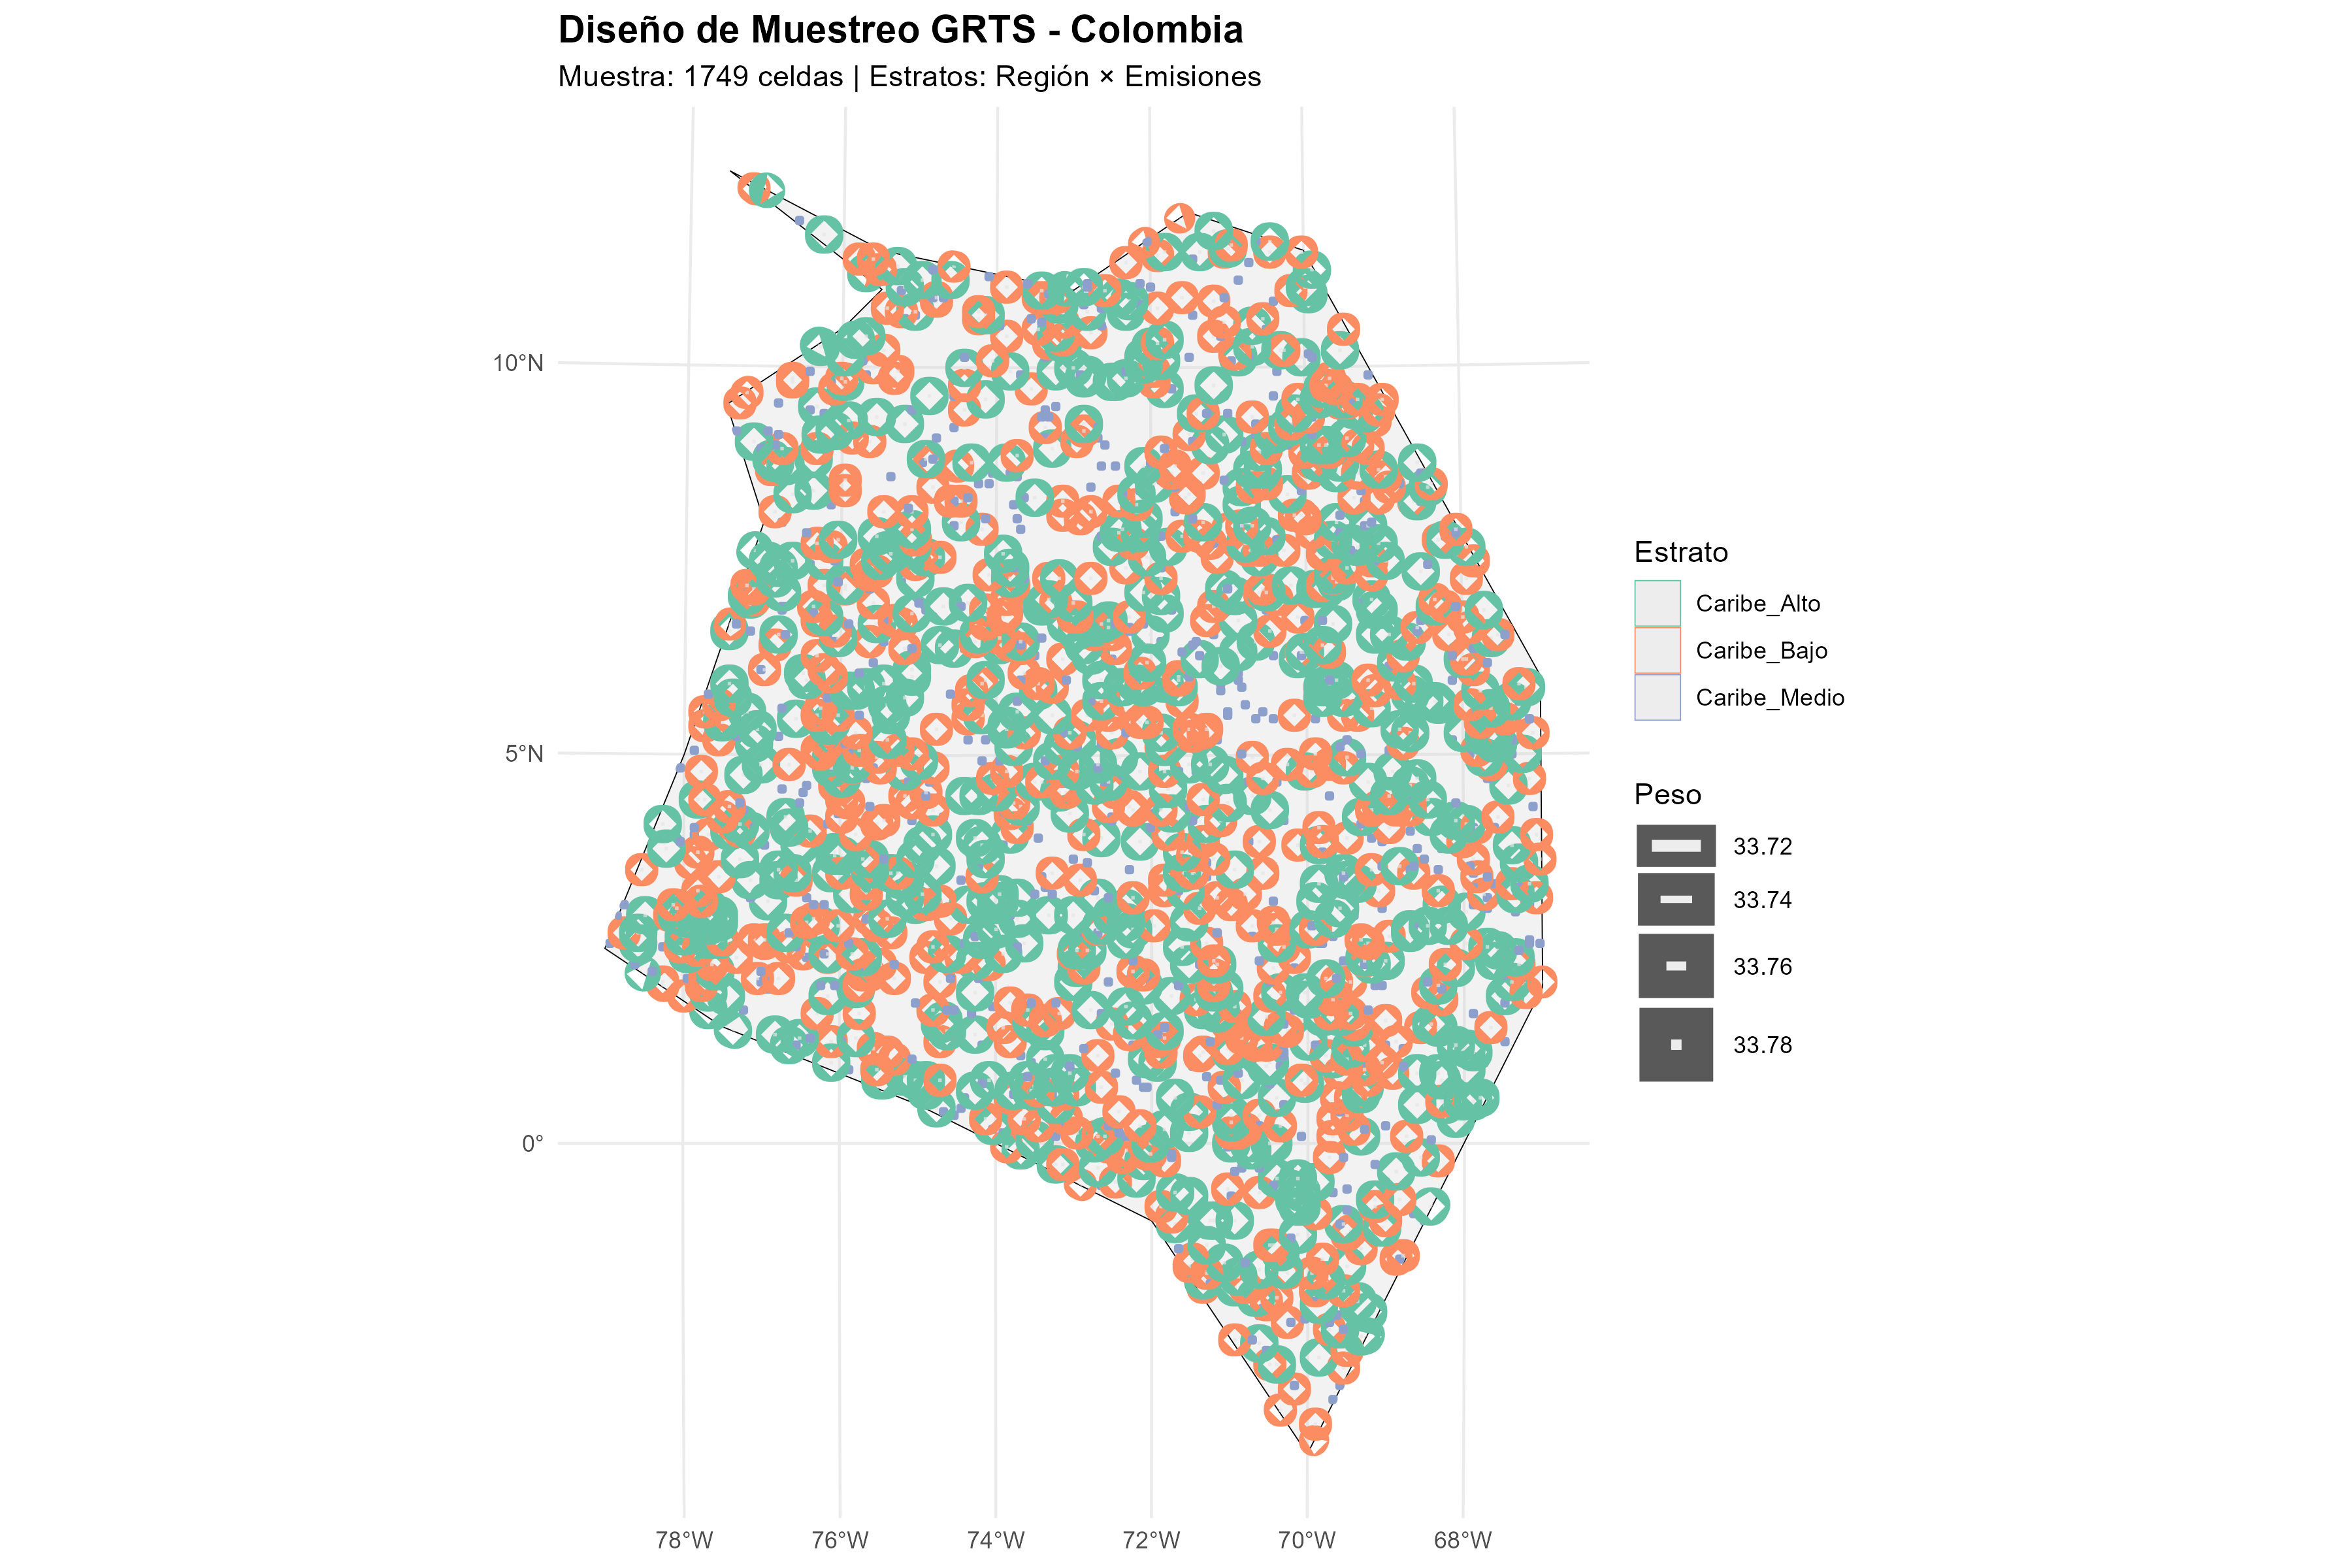 Diseño de Muestreo GRTS - Colombia
Muestra: 1749 celdas | Estratos: Región × Emisiones
10°N
5°N
0°
78°W
76°W
74°W
72°W
70°W
68°W
Estrato
Caribe_Alto
Caribe_Bajo
Caribe_Medio
Peso
33.72
33.74
33.76
33.78